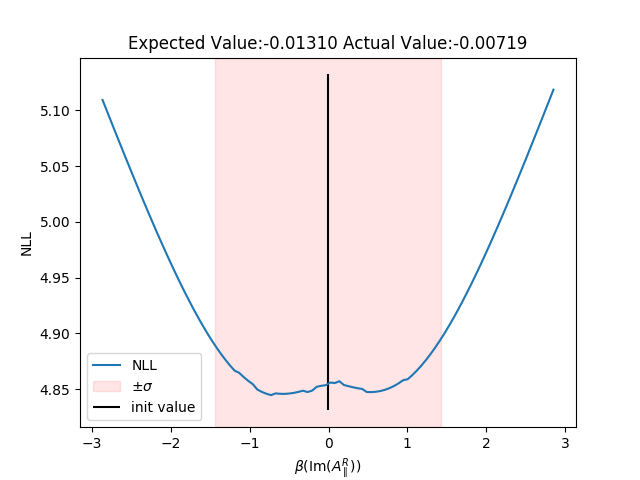 Expected Value:-0.01310 Actual Value:-0.00719
NLL
5.10
5.05
5.00
4.95
4.90
4.85
NLL
±σ
init value
−3
−2
−1
0
1
2
3
β(Im(A∥ᴿ))